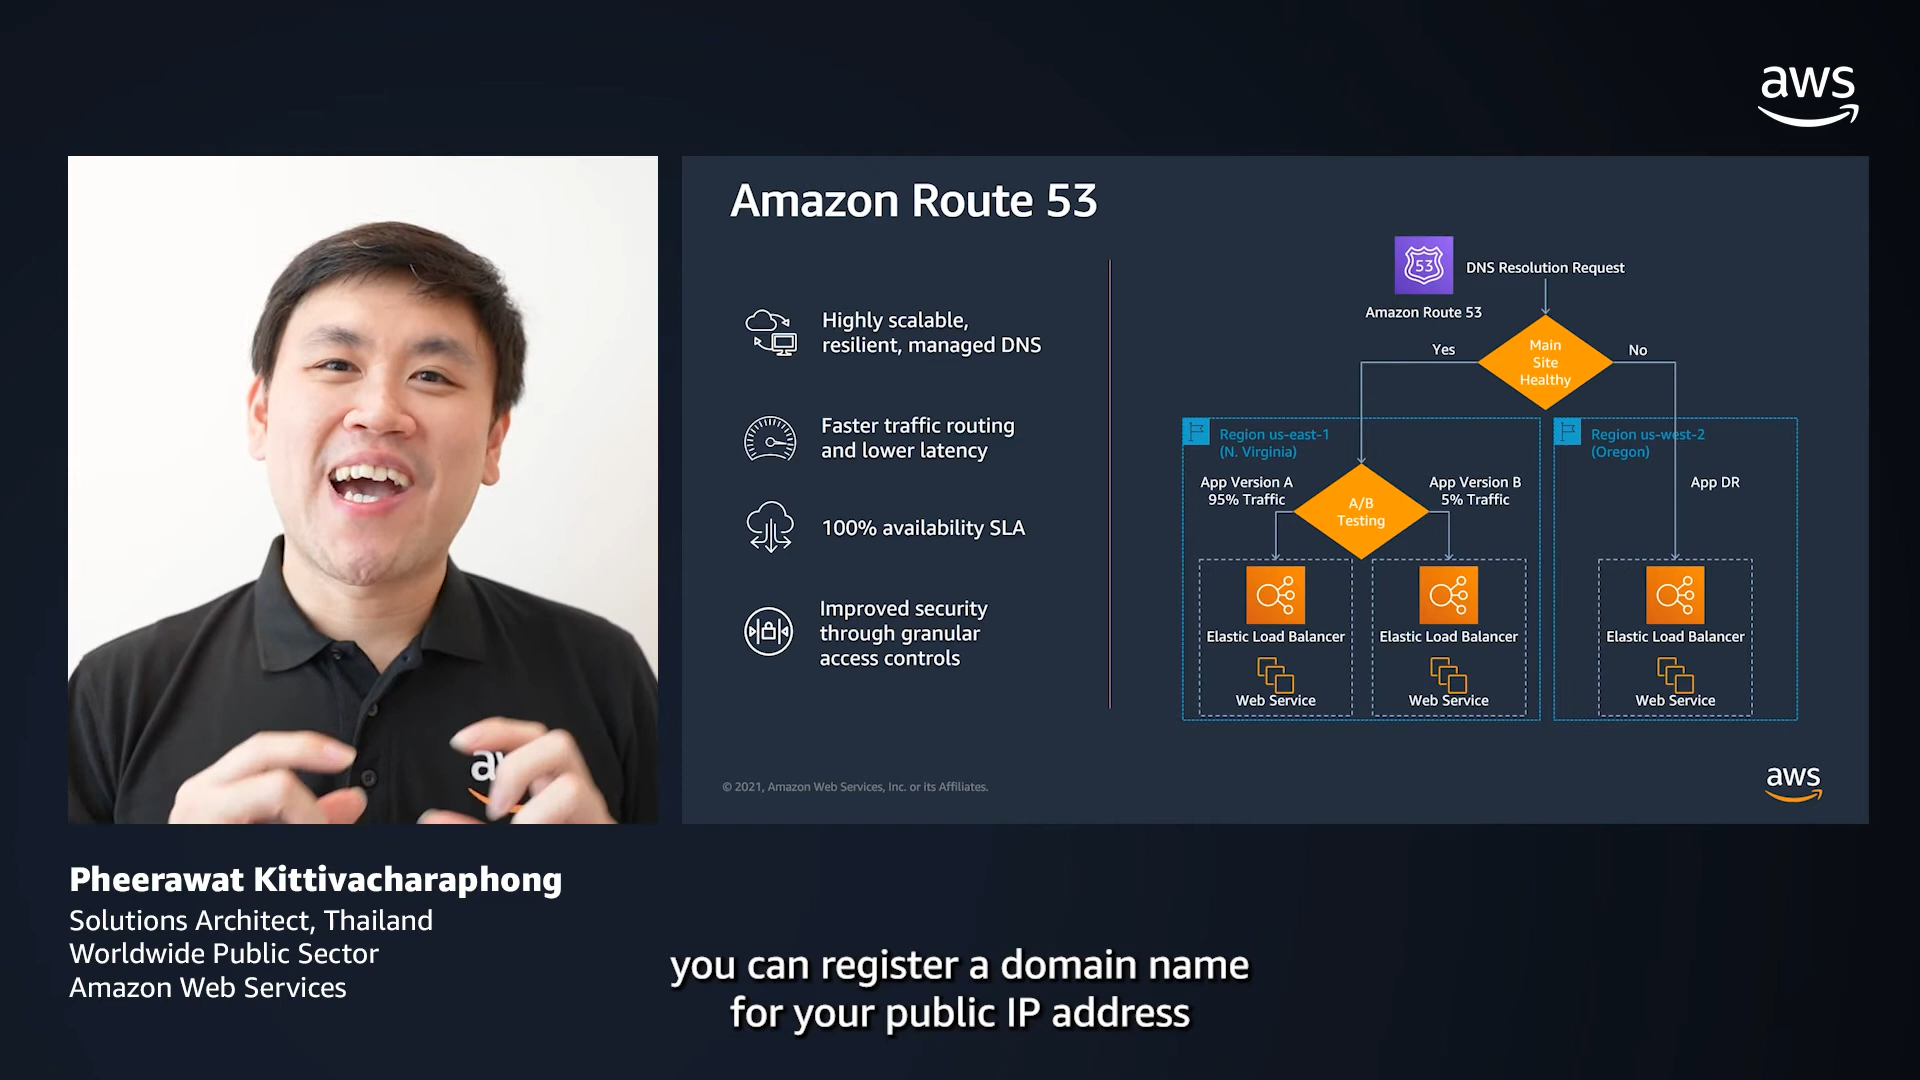 aws
Amazon Route 53
Highly scalable,
resilient, managed DNS
Faster traffic routing
and lower latency
100% availability SLA
Improved security
through granular
access controls
53
DNS Resolution Request
Amazon Route 53
Main
Site
Healthy
Yes
No
Region us-east-1
(N. Virginia)
Region us-west-2
(Oregon)
App Version A
95% Traffic
A/B
Testing
App Version B
5% Traffic
App DR
Elastic Load Balancer
Web Service
Elastic Load Balancer
Web Service
Elastic Load Balancer
Web Service
© 2021, Amazon Web Services, Inc. or its Affiliates.
aws
Pheerawat Kittivacharaphong
Solutions Architect, Thailand
Worldwide Public Sector
Amazon Web Services
you can register a domain name
for your public IP address